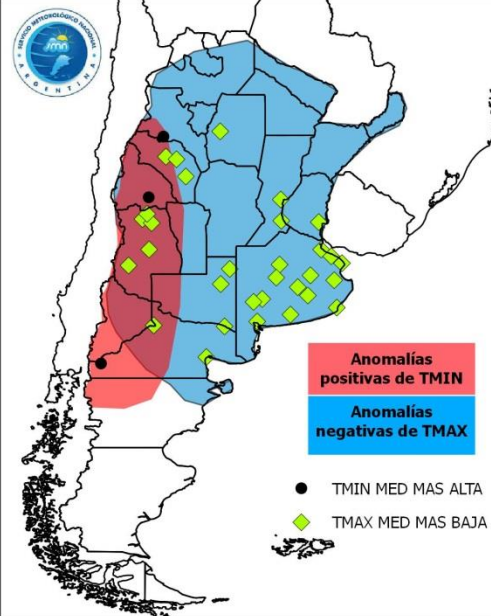 SERVICIO METEOROLÓGICO NACIONAL
smn
ARGENTINA
Anomalías
positivas de TMIN
Anomalías
negativas de TMAX
TMIN MED MAS ALTA
TMAX MED MAS BAJA